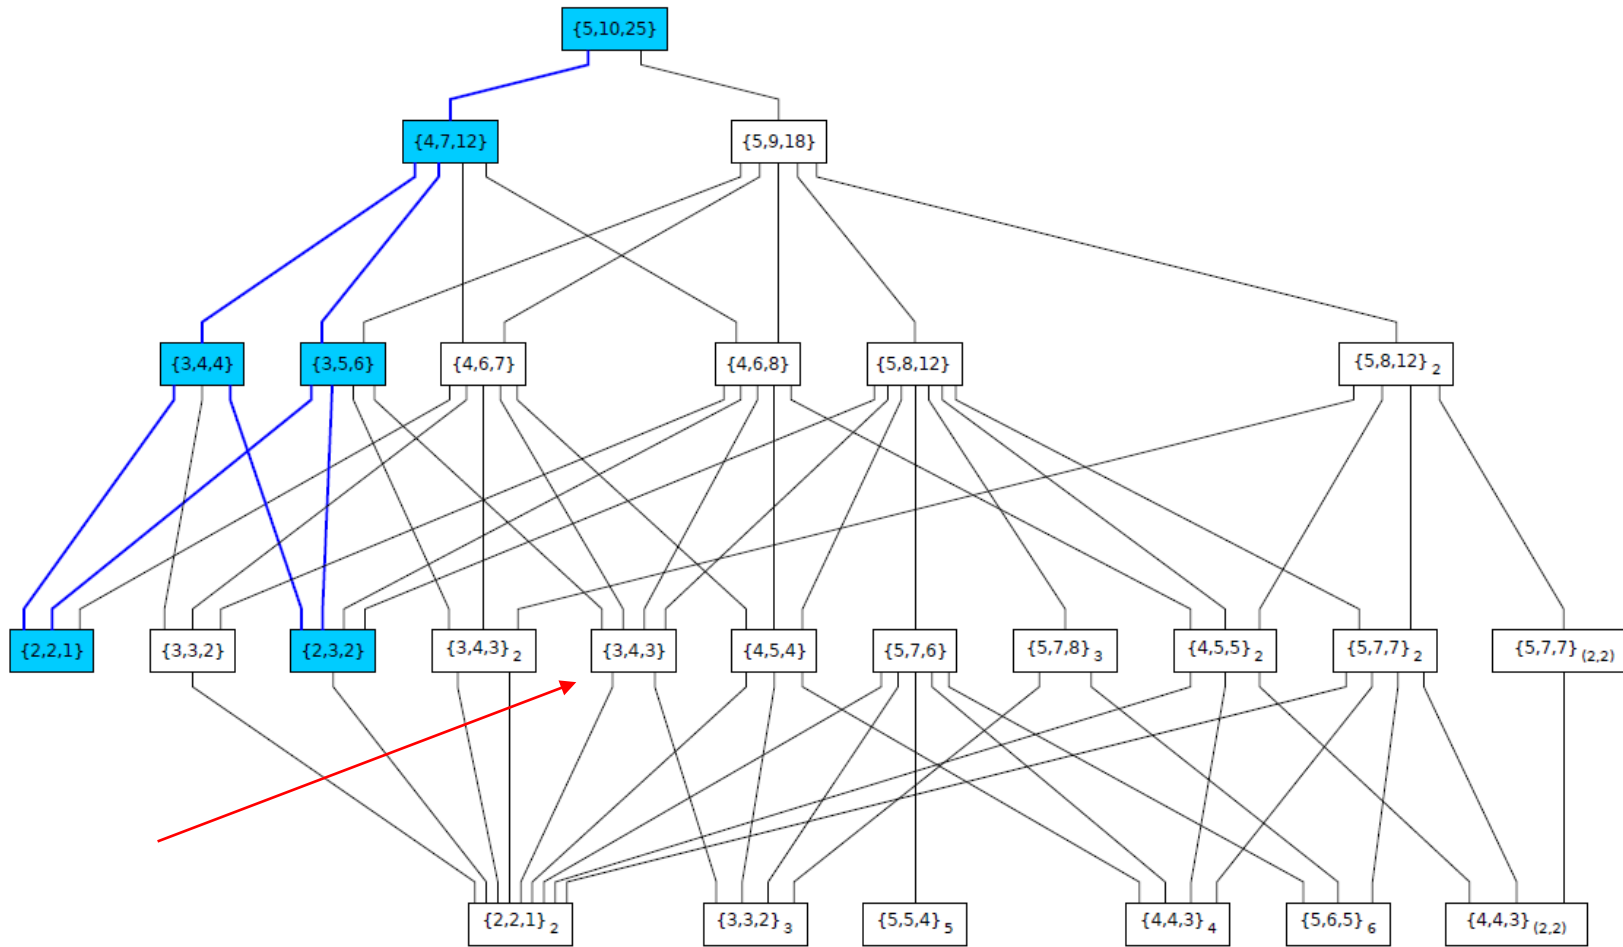 {5,10,25}
{4,7,12} {5,9,18}
{3,4,4} {3,5,6} {4,6,7} {4,6,8} {5,8,12} {5,8,12} 2
{2,2,1} {3,3,2} {2,3,2} {3,4,3} 2 {3,4,3} {4,5,4} {5,7,6} {5,7,8} 3 {4,5,5} 2 {5,7,7} 2 {5,7,7} (2,2)
{2,2,1} 2 {3,3,2} 3 {5,5,4} 5 {4,4,3} 4 {5,6,5} 6 {4,4,3} (2,2)